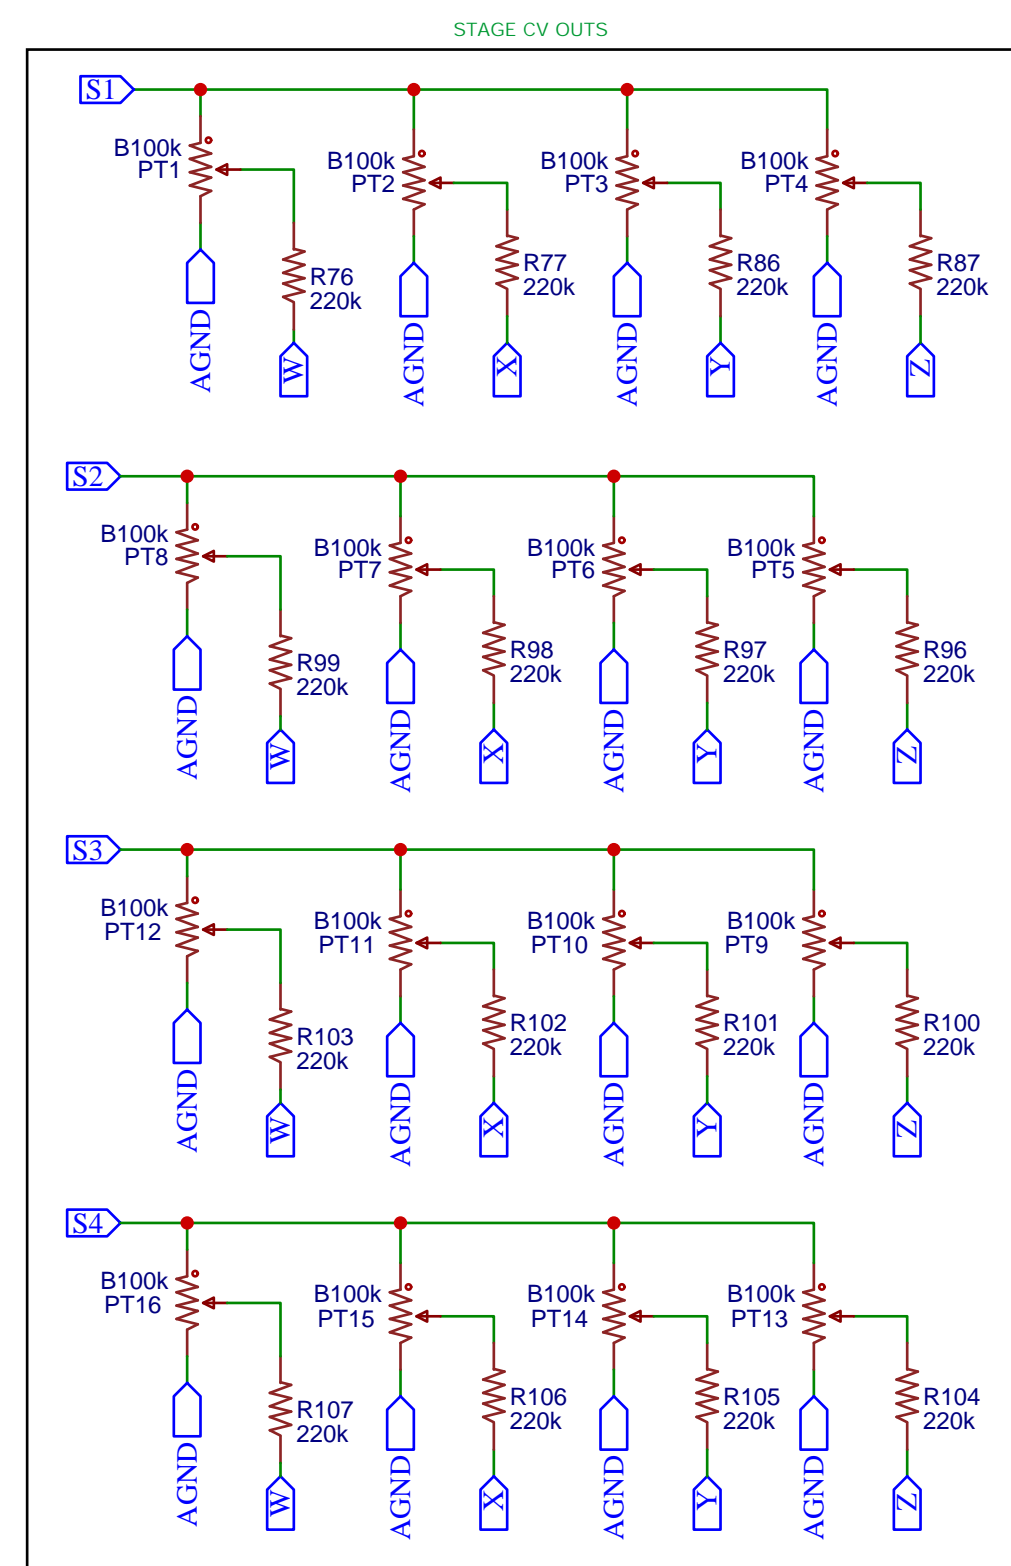 STAGE CV OUTS
S1
B100k
PT1
B100k
PT2
B100k
PT3
B100k
PT4
R76
220k
R77
220k
R86
220k
R87
220k
AGND
W
AGND
X
AGND
Y
AGND
Z
S2
B100k
PT8
B100k
PT7
B100k
PT6
B100k
PT5
R99
220k
R98
220k
R97
220k
R96
220k
AGND
W
AGND
X
AGND
Y
AGND
Z
S3
B100k
PT12
B100k
PT11
B100k
PT10
B100k
PT9
R103
220k
R102
220k
R101
220k
R100
220k
AGND
W
AGND
X
AGND
Y
AGND
Z
S4
B100k
PT16
B100k
PT15
B100k
PT14
B100k
PT13
R107
220k
R106
220k
R105
220k
R104
220k
AGND
W
AGND
X
AGND
Y
AGND
Z